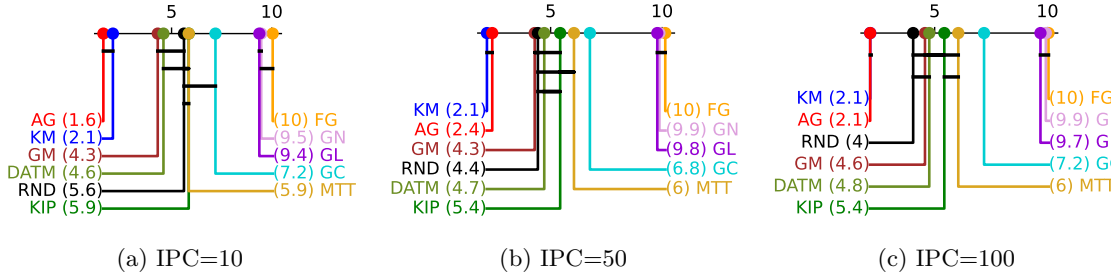 5 10
AG (1.6)
KM (2.1)
GM (4.3)
DATM (4.6)
RND (5.6)
KIP (5.9)
(10) FG
(9.5) GN
(9.4) GL
(7.2) GC
(5.9) MTT
(a) IPC=10
5 10
KM (2.1)
AG (2.4)
GM (4.3)
RND (4.4)
DATM (4.7)
KIP (5.4)
(10) FG
(9.9) GN
(9.8) GL
(6.8) GC
(6) MTT
(b) IPC=50
5 10
KM (2.1)
AG (2.1)
RND (4)
GM (4.6)
DATM (4.8)
KIP (5.4)
(10) FG
(9.9) G
(9.7) G
(7.2) G
(6) MTT
(c) IPC=100